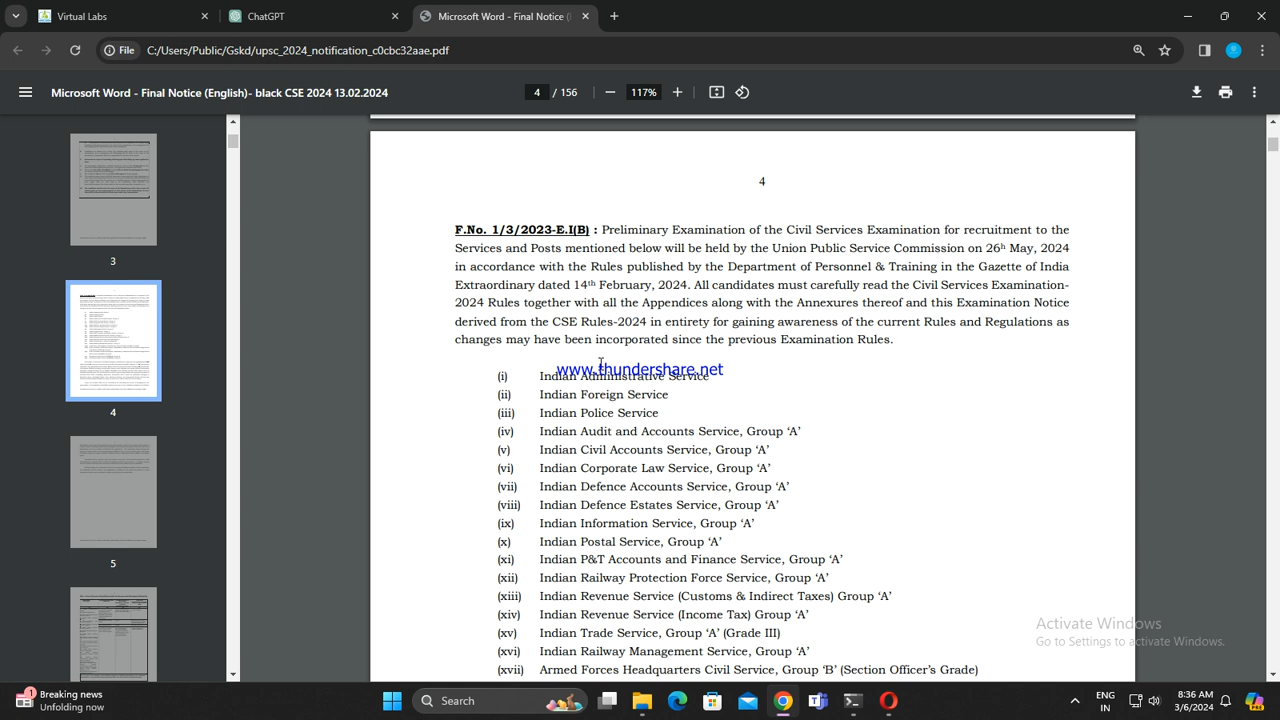 Virtual Labs
ChatGPT
Microsoft Word - Final Notice (
File C:/Users/Public/Gskd/upsc_2024_notification_c0cbc32aae.pdf
Microsoft Word - Final Notice (English)- black CSE 2024 13.02.2024
4 / 156
117%
3
4
5
4
F.No. 1/3/2023-E.I(B) : Preliminary Examination of the Civil Services Examination for recruitment to the
Services and Posts mentioned below will be held by the Union Public Service Commission on 26th May, 2024
in accordance with the Rules published by the Department of Personnel & Training in the Gazette of India
Extraordinary dated 14th February, 2024. All candidates must carefully read the Civil Services Examination-
2024 Rules together with all the Appendices along with the Annexures thereof and this Examination Notice
derived from the CSE Rules-2024 in entirety for gaining awareness of the current Rules and Regulations as
changes may have been incorporated since the previous Examination Rules.
www.thundershare.net
(i) Indian Administrative Service
(ii) Indian Foreign Service
(iii) Indian Police Service
(iv) Indian Audit and Accounts Service, Group ‘A’
(v) Indian Civil Accounts Service, Group ‘A’
(vi) Indian Corporate Law Service, Group ‘A’
(vii) Indian Defence Accounts Service, Group ‘A’
(viii) Indian Defence Estates Service, Group ‘A’
(ix) Indian Information Service, Group ‘A’
(x) Indian Postal Service, Group ‘A’
(xi) Indian P&T Accounts and Finance Service, Group ‘A’
(xii) Indian Railway Protection Force Service, Group ‘A’
(xiii) Indian Revenue Service (Customs & Indirect Taxes) Group ‘A’
(xiv) Indian Revenue Service (Income Tax) Group ‘A’
(xv) Indian Trade Service, Group ‘A’ (Grade III)
(xvi) Indian Railway Management Service, Group ‘A’
(xvii) Armed Forces Headquarters Civil Service, Group ‘B’ (Section Officer’s Grade)
Activate Windows
Go to Settings to activate Windows.
1
Breaking news
Unfolding now
Search
ENG
IN
8:36 AM
3/6/2024
PRE